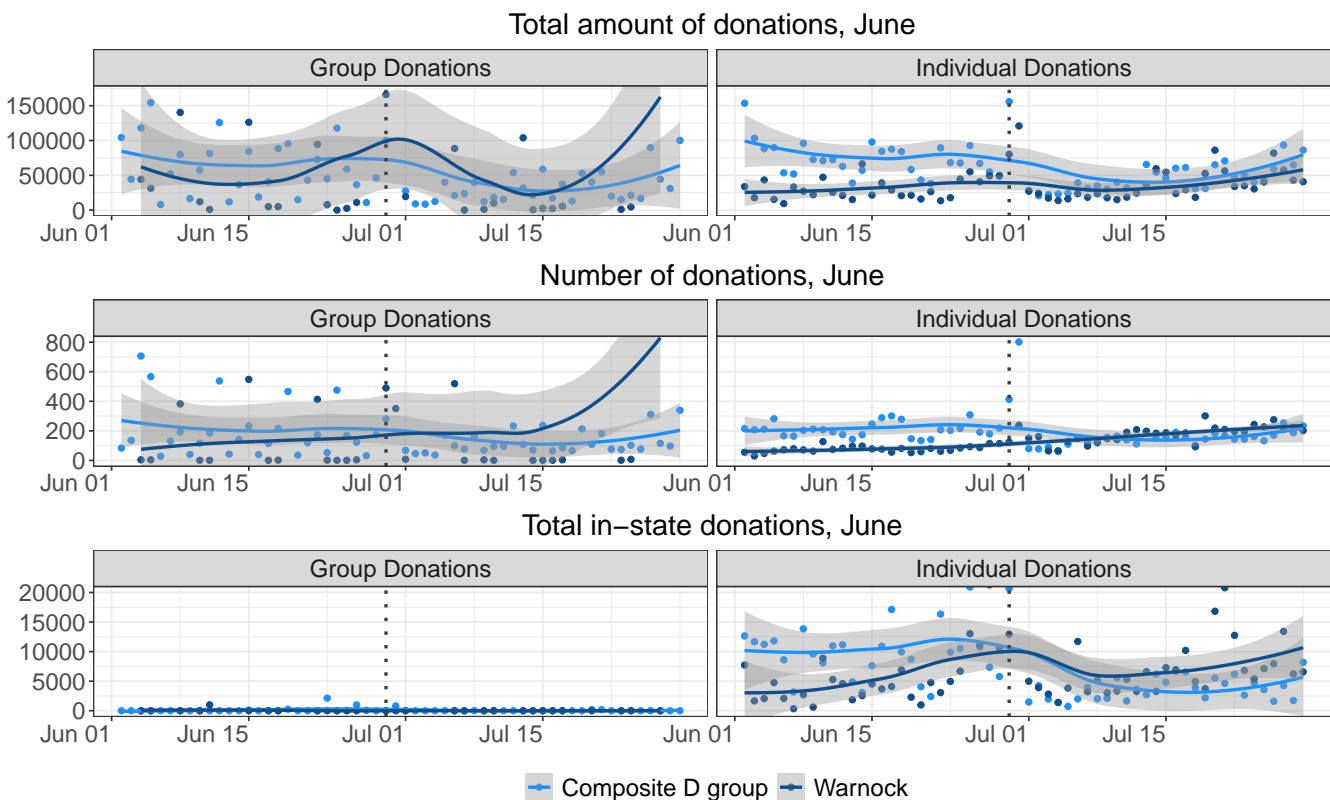 Total amount of donations, June
Group Donations Individual Donations
150000
100000
50000
0
Jun 01 Jun 15 Jul 01 Jul 15 Jun 01 Jun 15 Jul 01 Jul 15
Number of donations, June
Group Donations Individual Donations
800
600
400
200
0
Jun 01 Jun 15 Jul 01 Jul 15 Jun 01 Jun 15 Jul 01 Jul 15
Total in−state donations, June
Group Donations Individual Donations
20000
15000
10000
5000
0
Jun 01 Jun 15 Jul 01 Jul 15 Jun 01 Jun 15 Jul 01 Jul 15
Composite D group Warnock